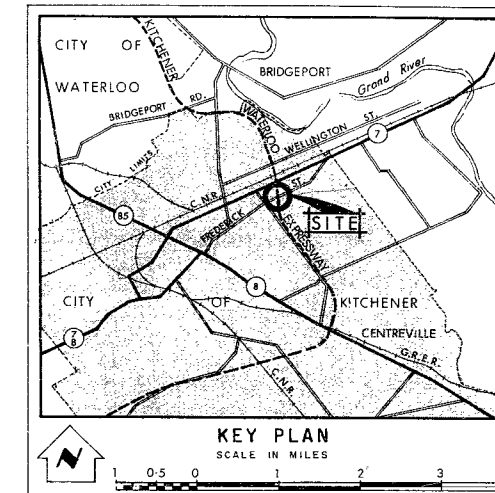 CITY OF
WATERLOO
KITCHENER
BRIDGEPORT
Grand River
BRIDGEPORT RD.
WATERLOO
WELLINGTON ST.
7
CITY LIMITS
C.N.R.
FREDERICK ST.
SITE
85
EXPRESSWAY
8
CITY OF KITCHENER
CENTREVILLE
7
B
G.R.E.R.
C.N.R.
KEY PLAN
SCALE IN MILES
N
1 0·5 0 1 2 3